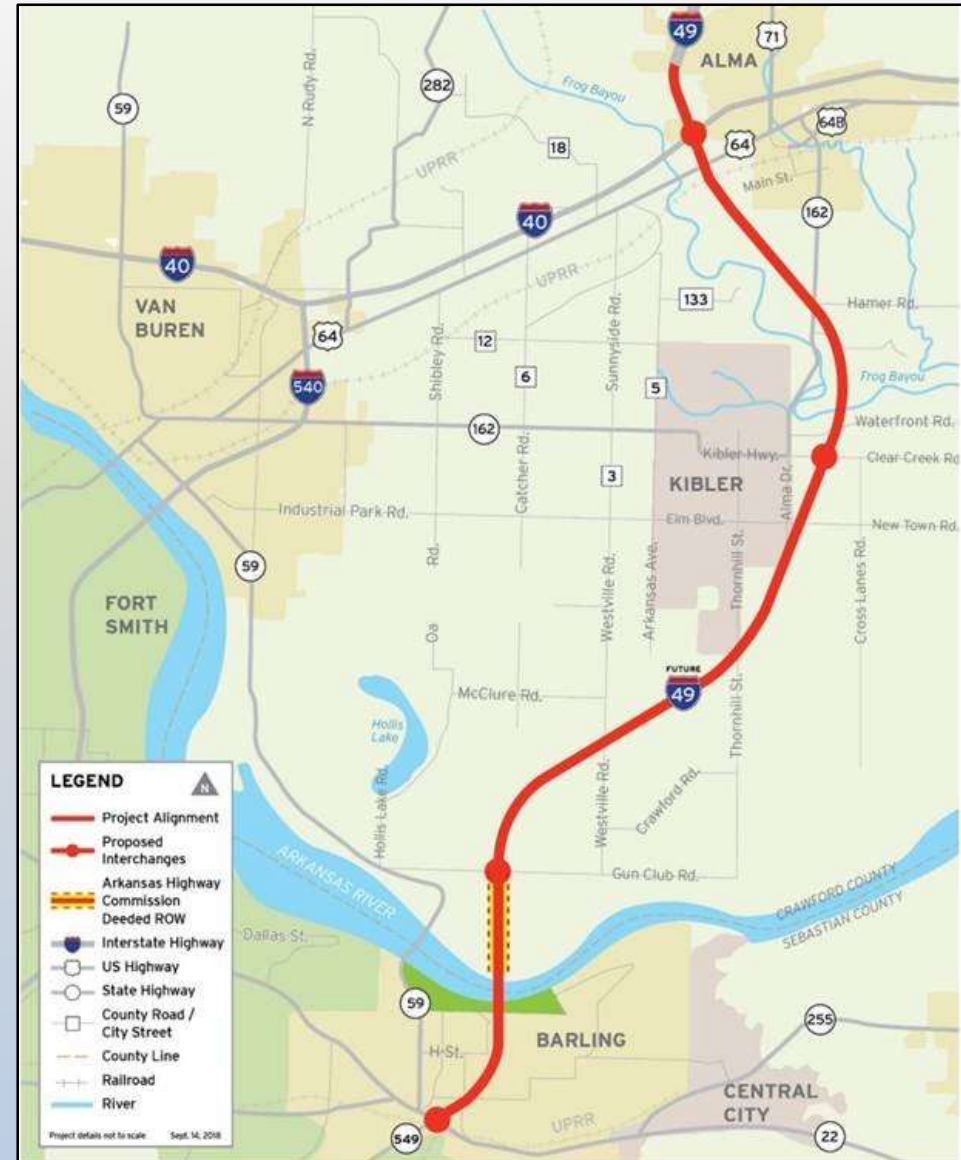 49
71
ALMA
59
N Rudy Rd.
282
Frog Bayou
64B
64
18
UPRR
Main St.
162
40
40
UPRR
133
Hamer Rd.
VAN
BUREN
64
12
Shibley Rd.
Sunnyside Rd.
6
5
540
Frog Bayou
Waterfront Rd.
162
Kibler Hwy.
Clear Creek Rd
Catcher Rd.
3
KIBLER
Alma Dr.
Industrial Park Rd.
Elm Blvd.
New Town Rd.
59
Rd.
Westville Rd.
Arkansas Ave.
Thornhill St.
Cross Lanes Rd.
FORT
SMITH
Oa
FUTURE
49
McClure Rd.
Thornhill St.
Hollis
Lake
Hollis Lake Rd.
Westville Rd.
Crawford Rd.
Gun Club Rd.
ARKANSAS RIVER
CRAWFORD COUNTY
SEBASTIAN COUNTY
Dallas St.
59
BARLING
255
H-St.
CENTRAL
CITY
UPRR
549
22
LEGEND
N
Project Alignment
Proposed
Interchanges
Arkansas Highway
Commission
Deeded ROW
Interstate Highway
US Highway
State Highway
County Road /
City Street
County Line
Railroad
River
Project details not to scale Sept. 14, 2018